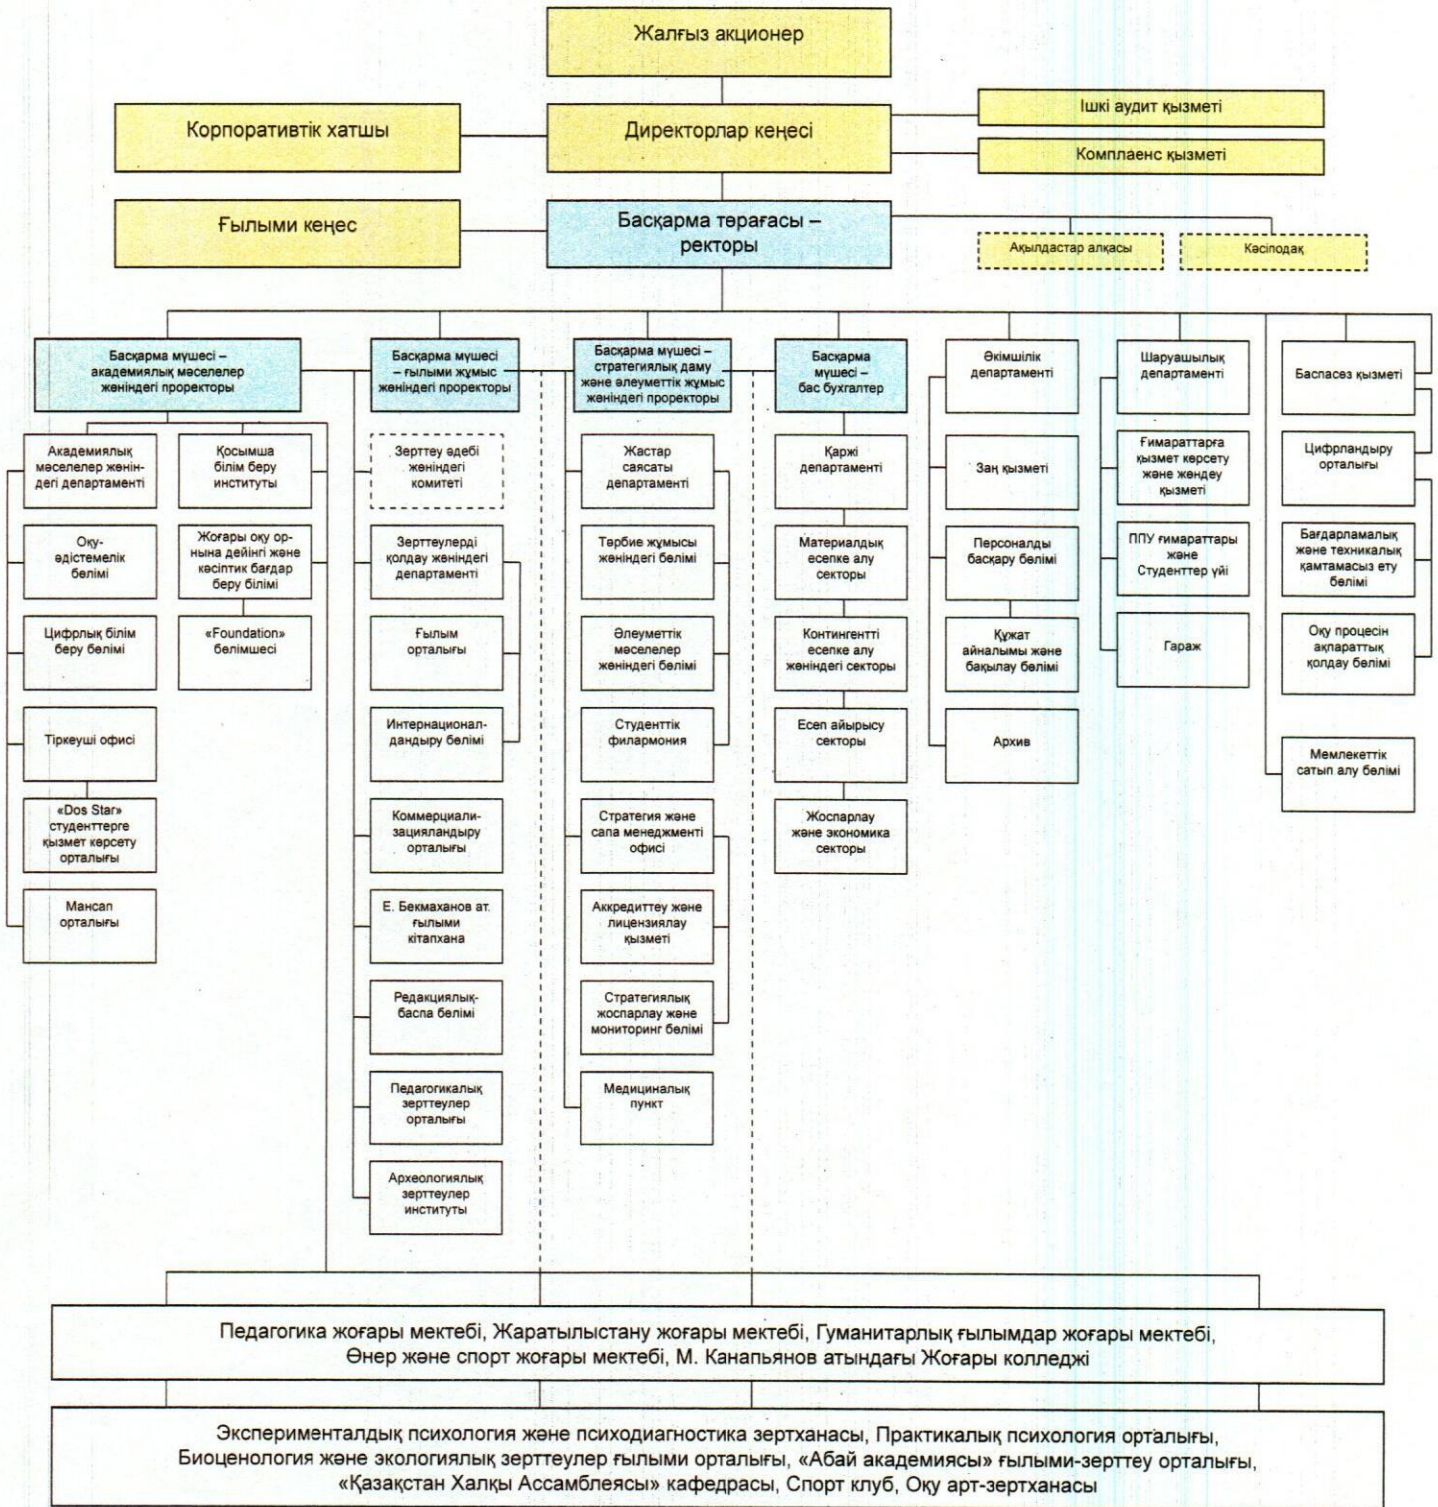 Жалғыз акционер
Корпоративтік хатшы
Директорлар кеңесі
Ішкі аудит қызметі
Комплаенс қызметі
Ғылыми кеңес
Басқарма төрағасы –
ректоры
Ақылдастар алқасы
Кәсіподақ
Басқарма мүшесі –
академиялық мәселелер
жөніндегі проректоры
Басқарма мүшесі
– ғылыми жұмыс
жөніндегі проректоры
Басқарма мүшесі –
стратегиялық даму
және әлеуметтік жұмыс
жөніндегі проректоры
Басқарма
мүшесі –
бас бухгалтер
Әкімшілік
департаменті
Шаруашылық
департаменті
Баспасөз қызметі
Академиялық
мәселелер жөнін-
дегі департаменті
Оқу-
әдістемелік
бөлімі
Цифрлық білім
беру бөлімі
Тіркеуші офисі
«Dos Star»
студенттерге
қызмет көрсету
орталығы
Мансап
орталығы
Қосымша
білім беру
институты
Жоғары оқу ор-
нына дейінгі және
кәсіптік бағдар
беру білімі
«Foundation»
бөлімшесі
Зерттеу әдебі
жөніндегі
комитеті
Зерттеулерді
қолдау жөніндегі
департаменті
Ғылым
орталығы
Интернационал-
дандыру бөлімі
Коммерциали-
зацияландыру
орталығы
Е. Бекмаханов ат.
ғылыми
кітапхана
Редакциялық-
баспа бөлімі
Педагогикалық
зерттеулер
орталығы
Археологиялық
зерттеулер
институты
Жастар
саясаты
департаменті
Тәрбие жұмысы
жөніндегі бөлімі
Әлеуметтік
мәселелер
жөніндегі бөлімі
Студенттік
филармония
Стратегия және
сапа менеджменті
офисі
Аккредиттеу және
лицензиялау
қызметі
Стратегиялық
жоспарлау және
мониторинг бөлімі
Медициналық
пункт
Қаржі
департаменті
Материалдық
есепке алу
секторы
Контингентті
есепке алу
жөніндегі секторы
Есеп айырысу
секторы
Жоспарлау
және экономика
секторы
Заң қызметі
Персоналды
басқару бөлімі
Құжат
айналымы және
бақылау бөлімі
Архив
Ғимараттарға
қызмет көрсету
және жөндеу
қызметі
ППУ ғимараттары
және
Студенттер үйі
Гараж
Цифрландыру
орталығы
Бағдарламалық
және техникалық
қамтамасыз ету
бөлімі
Оқу процесін
ақпараттық
қолдау бөлімі
Мемлекеттік
сатып алу бөлімі
Педагогика жоғары мектебі, Жаратылыстану жоғары мектебі, Гуманитарлық ғылымдар жоғары мектебі,
Өнер және спорт жоғары мектебі, М. Канапьянов атындағы Жоғары колледжі
Эксперименталдық психология және психодиагностика зертханасы, Практикалық психология орталығы,
Биоценология және экологиялық зерттеулер ғылыми орталығы, «Абай академиясы» ғылыми-зерттеу орталығы,
«Қазақстан Халқы Ассамблеясы» кафедрасы, Спорт клуб, Оқу арт-зертханасы